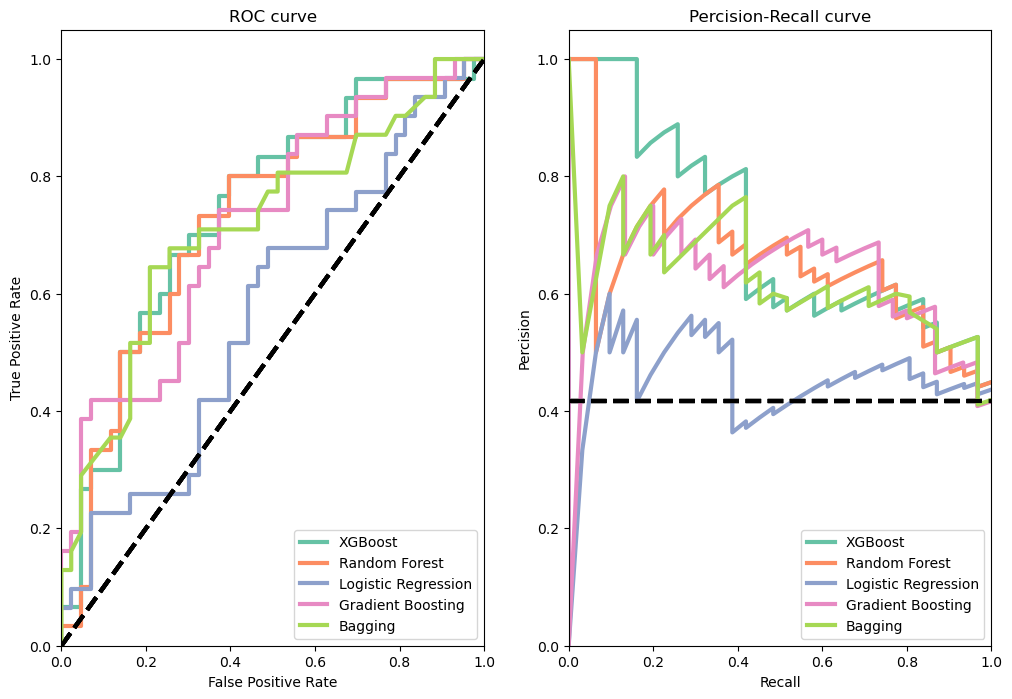 ROC curve
1.0
0.8
0.6
0.4
0.2
0.0
True Positive Rate
0.0 0.2 0.4 0.6 0.8 1.0
False Positive Rate
XGBoost
Random Forest
Logistic Regression
Gradient Boosting
Bagging
Percision-Recall curve
1.0
0.8
0.6
0.4
0.2
0.0
Percision
0.0 0.2 0.4 0.6 0.8 1.0
Recall
XGBoost
Random Forest
Logistic Regression
Gradient Boosting
Bagging